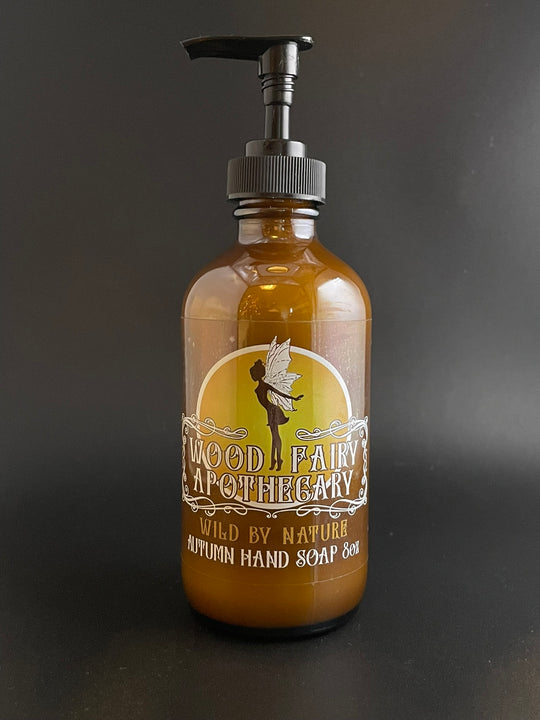 WOOD FAIRY
APOTHECARY
WILD BY NATURE
AUTUMN HAND SOAP 8oz